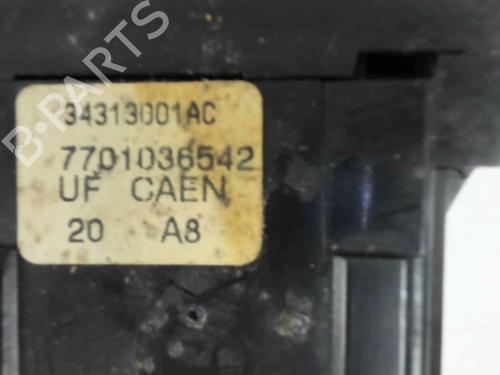 B-PARTS
34313001AC
7701036542
UF CAEN
20 A8